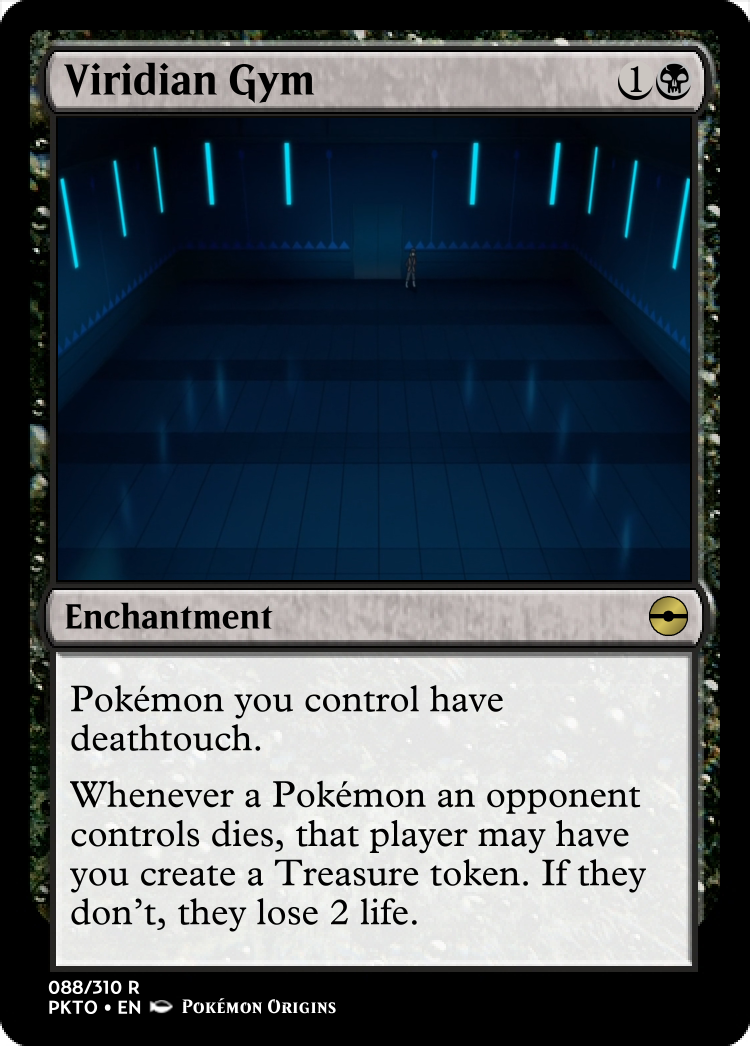 Viridian Gym 1
Enchantment
Pokémon you control have
deathtouch.
Whenever a Pokémon an opponent
controls dies, that player may have
you create a Treasure token. If they
don't, they lose 2 life.
088/310 R
PKTO • EN Pokémon Origins